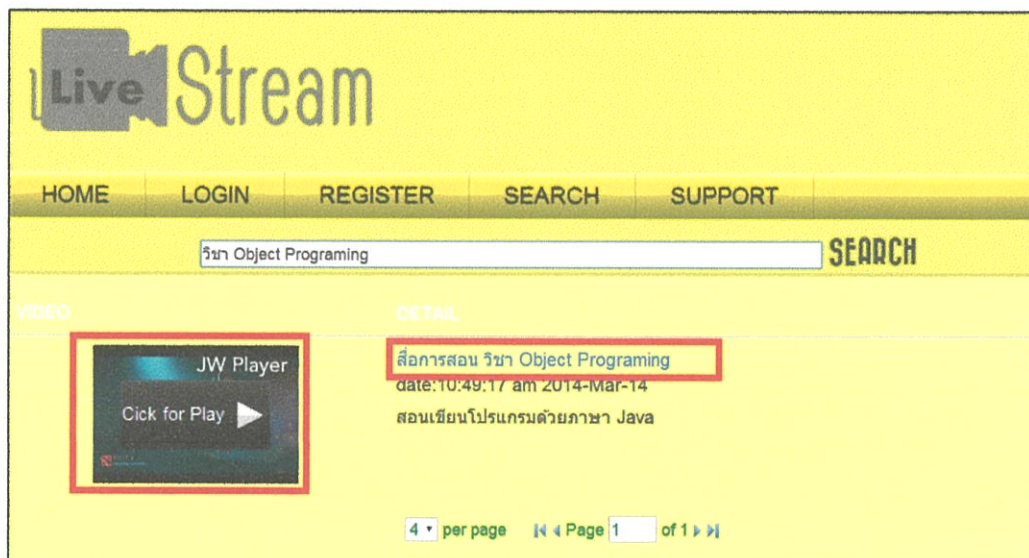 Live Stream
HOME LOGIN REGISTER SEARCH SUPPORT
วิชา Object Programing SEARCH
VIDEO DETAIL
JW Player
Cick for Play
สื่อการสอน วิชา Object Programing
date:10:49:17 am 2014-Mar-14
สอนเขียนโปรแกรมด้วยภาษา Java
4 per page Page 1 of 1